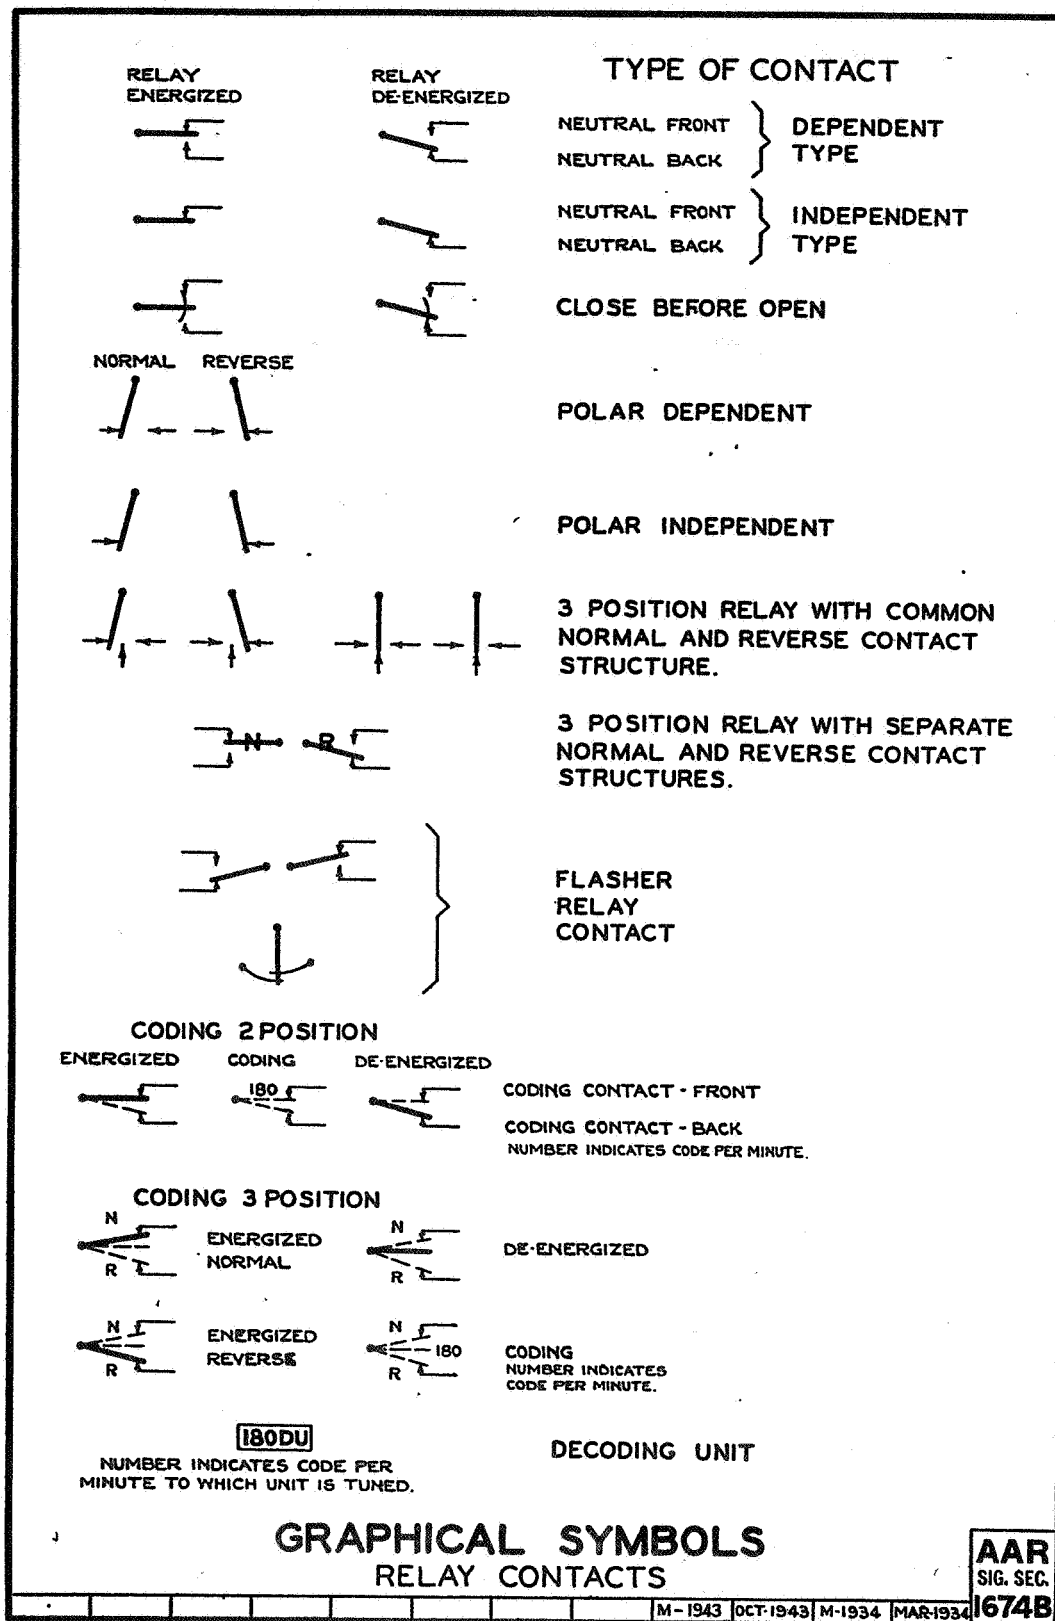 RELAY ENERGIZED
RELAY DE-ENERGIZED
TYPE OF CONTACT
NEUTRAL FRONT
NEUTRAL BACK
DEPENDENT
TYPE
NEUTRAL FRONT
NEUTRAL BACK
INDEPENDENT
TYPE
CLOSE BEFORE OPEN
NORMAL REVERSE
POLAR DEPENDENT
POLAR INDEPENDENT
3 POSITION RELAY WITH COMMON
NORMAL AND REVERSE CONTACT
STRUCTURE.
N R
3 POSITION RELAY WITH SEPARATE
NORMAL AND REVERSE CONTACT
STRUCTURES.
FLASHER
RELAY
CONTACT
CODING 2 POSITION
ENERGIZED CODING DE-ENERGIZED
180
CODING CONTACT - FRONT
CODING CONTACT - BACK
NUMBER INDICATES CODE PER MINUTE.
CODING 3 POSITION
N
R
ENERGIZED
NORMAL
N
R
DE-ENERGIZED
N
R
ENERGIZED
REVERSE
N
180
R
CODING
NUMBER INDICATES
CODE PER MINUTE.
180DU
NUMBER INDICATES CODE PER
MINUTE TO WHICH UNIT IS TUNED.
DECODING UNIT
GRAPHICAL SYMBOLS
RELAY CONTACTS
AAR
SIG. SEC.
1674B
M-1943 OCT-1943 M-1934 MAR-1934